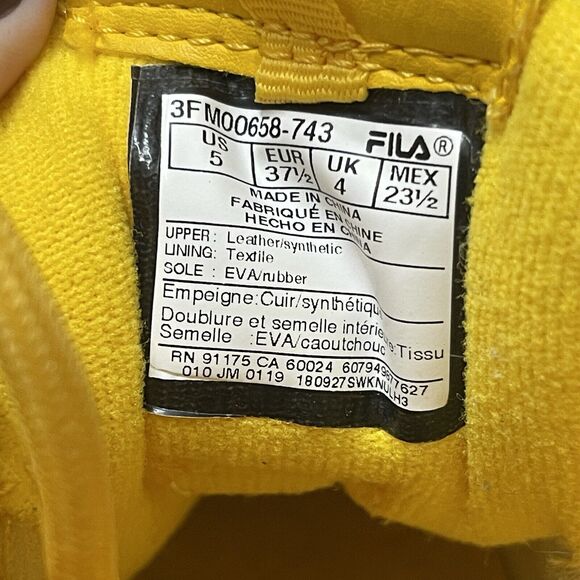 3FM00658-743 FILA®
US EUR UK MEX
5 37½ 4 23½
MADE IN CHINA
FABRIQUÉ EN CHINE
HECHO EN CHINA
UPPER: Leather/synthetic
LINING: Textile
SOLE : EVA/rubber
Empeigne:Cuir/synthétique
Doublure et semelle intérieure:Tissu
Semelle :EVA/caoutchouc
RN 91175 CA 60024
010 JM 0119